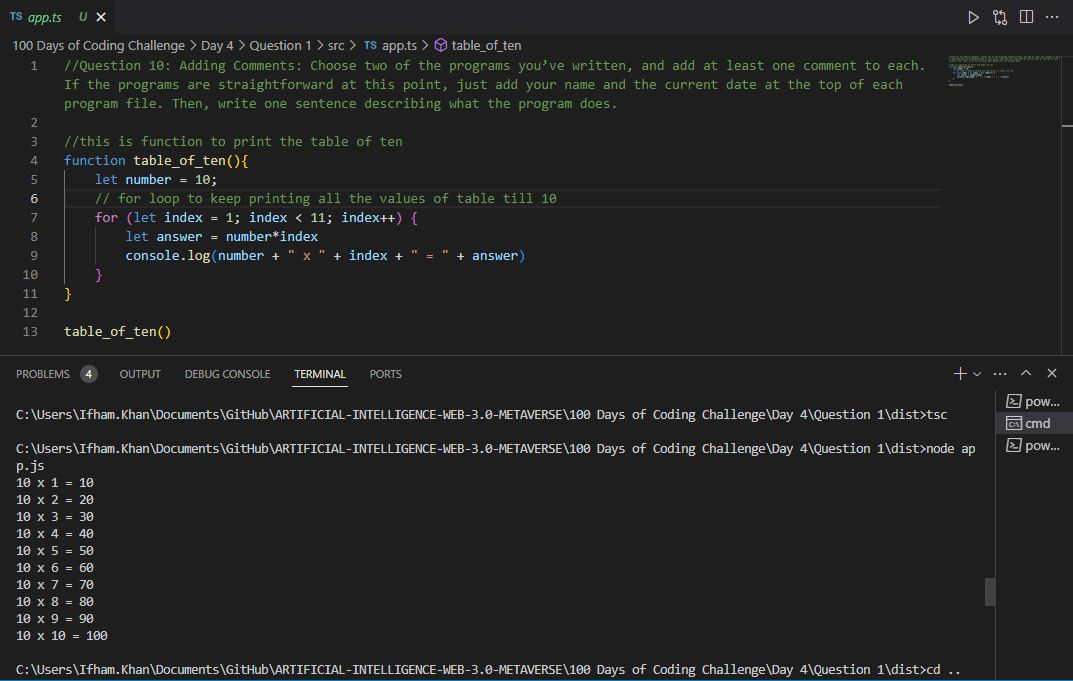 TS app.ts U
100 Days of Coding Challenge > Day 4 > Question 1 > src > TS app.ts > table_of_ten
1 //Question 10: Adding Comments: Choose two of the programs you’ve written, and add at least one comment to each.
If the programs are straightforward at this point, just add your name and the current date at the top of each
program file. Then, write one sentence describing what the program does.
2
3 //this is function to print the table of ten
4 function table_of_ten(){
5 let number = 10;
6 // for loop to keep printing all the values of table till 10
7 for (let index = 1; index < 11; index++) {
8 let answer = number*index
9 console.log(number + " x " + index + " = " + answer)
10 }
11 }
12
13 table_of_ten()
PROBLEMS 4 OUTPUT DEBUG CONSOLE TERMINAL PORTS
C:\Users\Ifham.Khan\Documents\GitHub\ARTIFICIAL-INTELLIGENCE-WEB-3.0-METAVERSE\100 Days of Coding Challenge\Day 4\Question 1\dist>tsc
C:\Users\Ifham.Khan\Documents\GitHub\ARTIFICIAL-INTELLIGENCE-WEB-3.0-METAVERSE\100 Days of Coding Challenge\Day 4\Question 1\dist>node ap
p.js
10 x 1 = 10
10 x 2 = 20
10 x 3 = 30
10 x 4 = 40
10 x 5 = 50
10 x 6 = 60
10 x 7 = 70
10 x 8 = 80
10 x 9 = 90
10 x 10 = 100
C:\Users\Ifham.Khan\Documents\GitHub\ARTIFICIAL-INTELLIGENCE-WEB-3.0-METAVERSE\100 Days of Coding Challenge\Day 4\Question 1\dist>cd ..
pow...
cmd
pow...